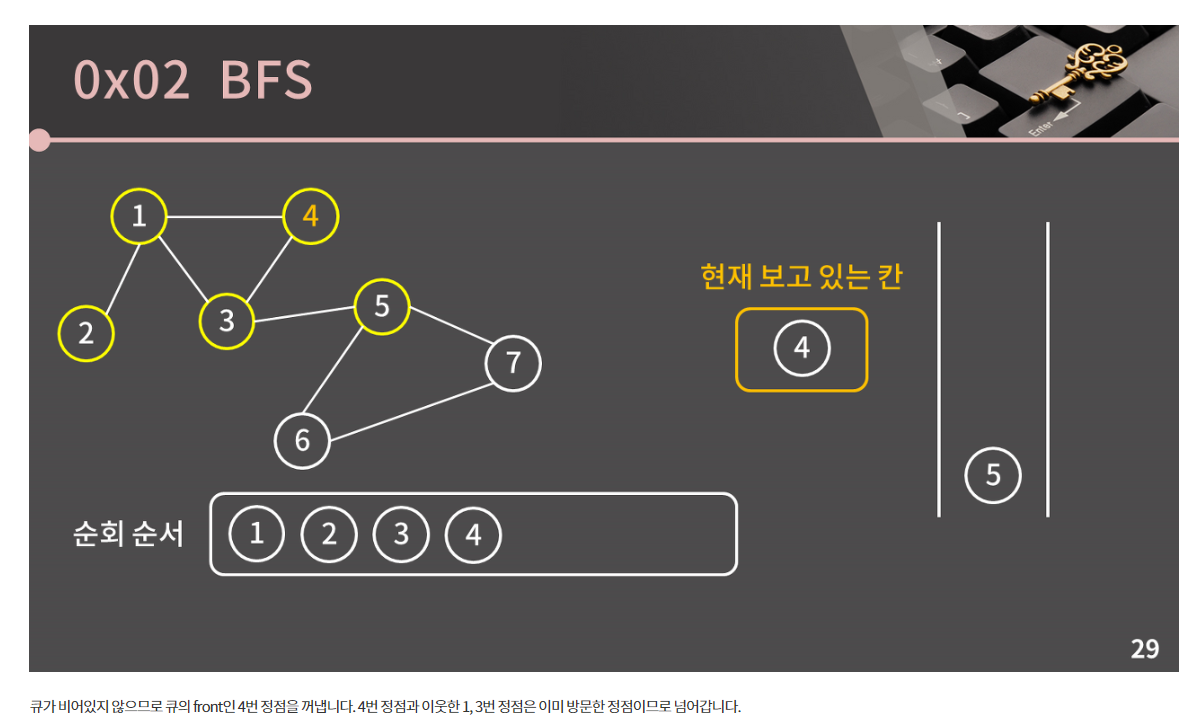 0x02 BFS
Enter
1
4
2
3
5
7
6
현재 보고 있는 칸
4
5
순회 순서
1 2 3 4
29
큐가 비어있지 않으므로 큐의 front인 4번 정점을 꺼냅니다. 4번 정점과 이웃한 1, 3번 정점은 이미 방문한 정점이므로 넘어갑니다.